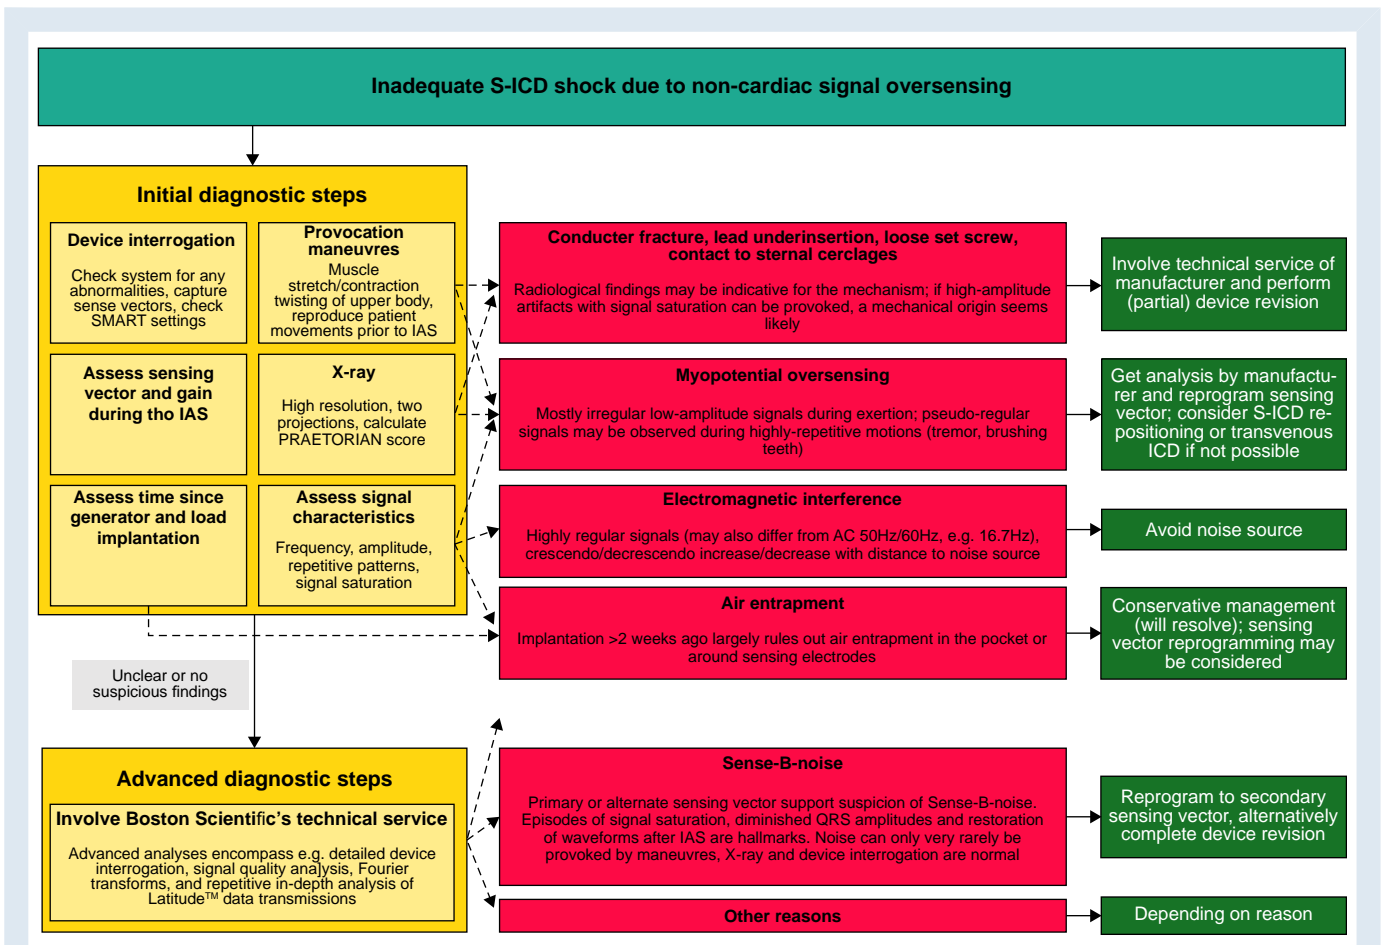 Inadequate S-ICD shock due to non-cardiac signal oversensing
Initial diagnostic steps
Device interrogation
Check system for any
abnormalities, capture
sense vectors, check
SMART settings
Provocation
maneuvres
Muscle
stretch/contraction
twisting of upper body,
reproduce patient
movements prior to IAS
Assess sensing
vector and gain
during tho IAS
X-ray
High resolution, two
projections, calculate
PRAETORIAN score
Assess time since
generator and load
implantation
Assess signal
characteristics
Frequency, amplitude,
repetitive patterns,
signal saturation
Conducter fracture, lead underinsertion, loose set screw,
contact to sternal cerclages
Radiological findings may be indicative for the mechanism; if high-amplitude
artifacts with signal saturation can be provoked, a mechanical origin seems
likely
Involve technical service of
manufacturer and perform
(partial) device revision
Myopotential oversensing
Mostly irregular low-amplitude signals during exertion; pseudo-regular
signals may be observed during highly-repetitive motions (tremor, brushing
teeth)
Get analysis by manufactu-
rer and reprogram sensing
vector; consider S-ICD re-
positioning or transvenous
ICD if not possible
Electromagnetic interference
Highly regular signals (may also differ from AC 50Hz/60Hz, e.g. 16.7Hz),
crescendo/decrescendo increase/decrease with distance to noise source
Avoid noise source
Air entrapment
Implantation >2 weeks ago largely rules out air entrapment in the pocket or
around sensing electrodes
Conservative management
(will resolve); sensing
vector reprogramming may
be considered
Unclear or no
suspicious findings
Advanced diagnostic steps
Involve Boston Scientific's technical service
Advanced analyses encompass e.g. detailed device
interrogation, signal quality analysis, Fourier
transforms, and repetitive in-depth analysis of
Latitude™ data transmissions
Sense-B-noise
Primary or alternate sensing vector support suspicion of Sense-B-noise.
Episodes of signal saturation, diminished QRS amplitudes and restoration
of waveforms after IAS are hallmarks. Noise can only very rarely be
provoked by maneuvres, X-ray and device interrogation are normal
Reprogram to secondary
sensing vector, alternatively
complete device revision
Other reasons
Depending on reason